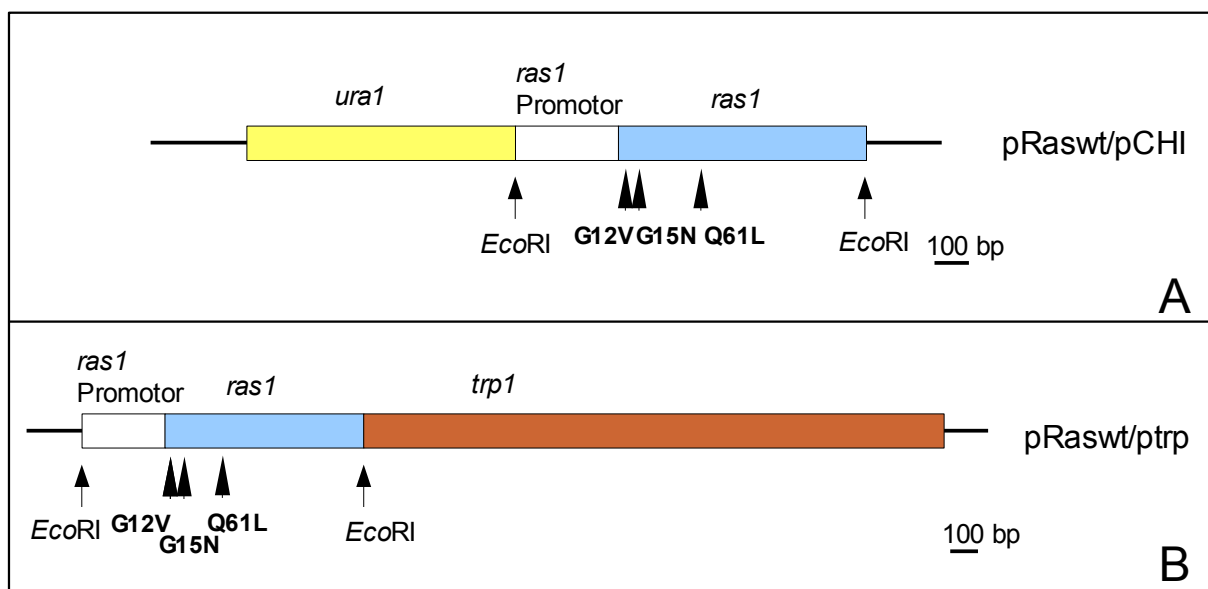 ura1
ras1
Promotor
ras1
pRaswt/pCHI
EcoRI
G12V G15N Q61L
EcoRI
100 bp
A
ras1
Promotor
ras1
trp1
pRaswt/ptrp
EcoRI
G12V
G15N
Q61L
EcoRI
100 bp
B